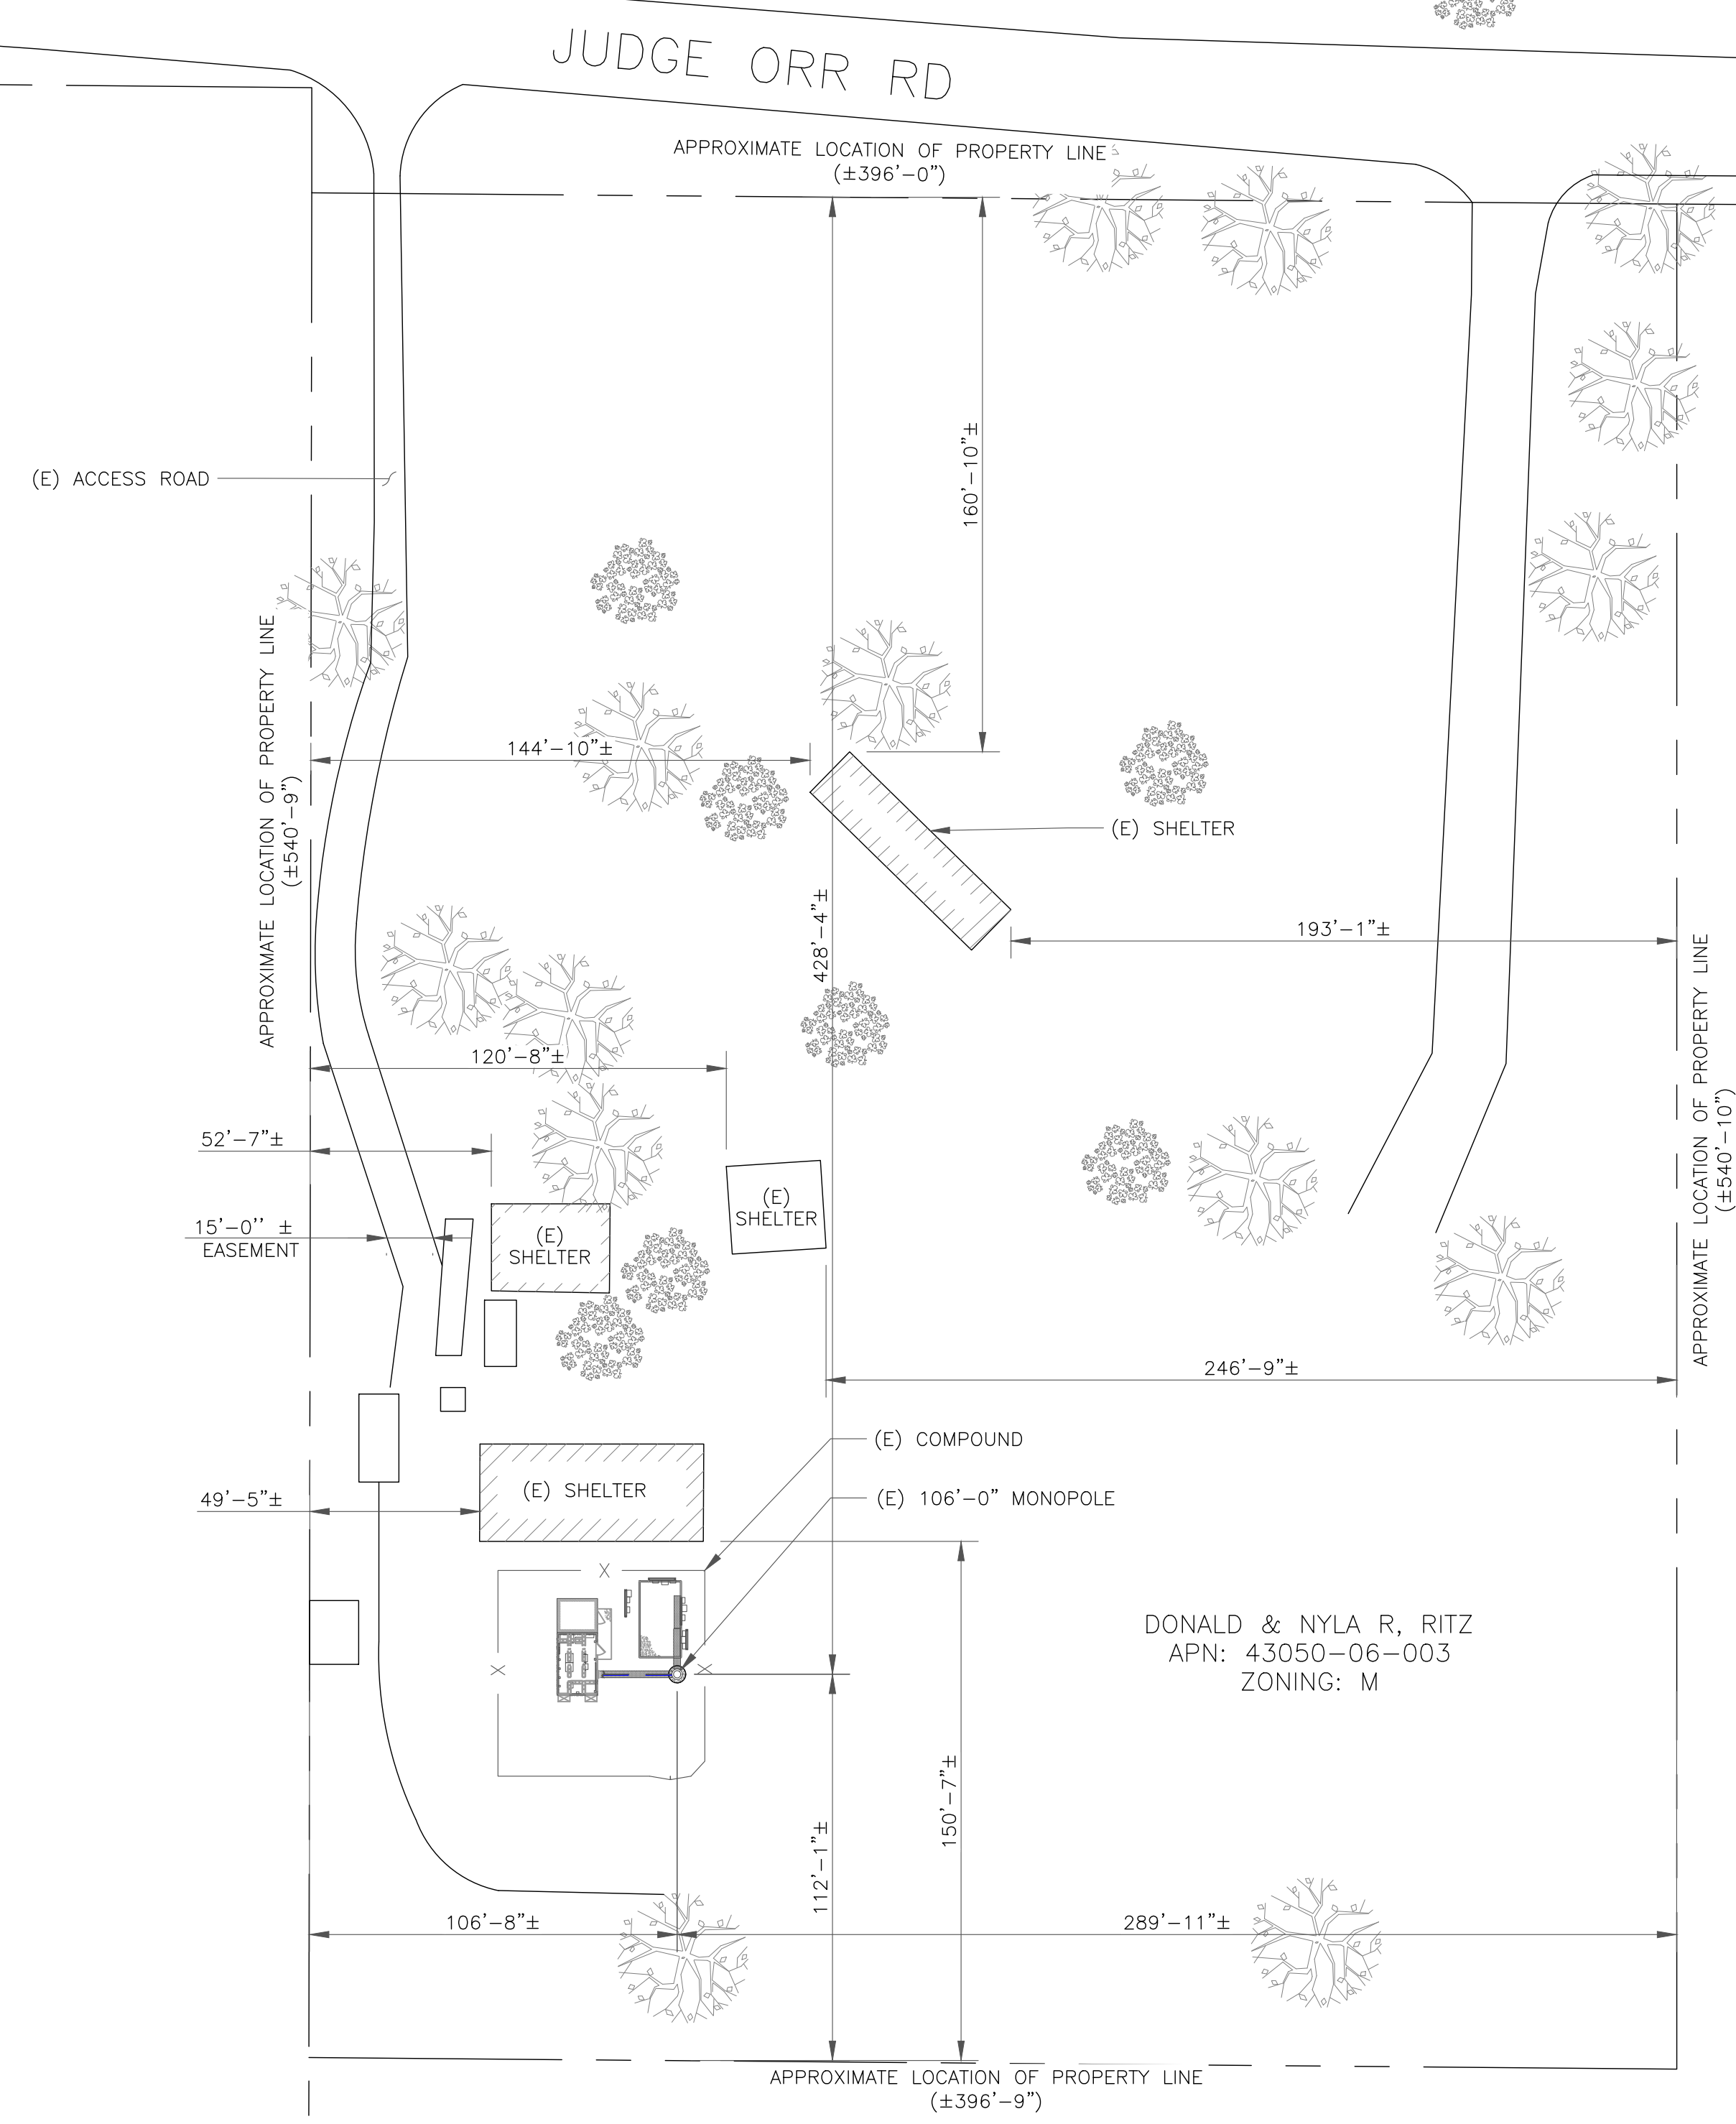 JUDGE ORR RD
APPROXIMATE LOCATION OF PROPERTY LINE
(±396'-0")
160'-10"±
(E) ACCESS ROAD
APPROXIMATE LOCATION OF PROPERTY LINE
(±540'-9")
144'-10"±
(E) SHELTER
428'-4"±
193'-1"±
APPROXIMATE LOCATION OF PROPERTY LINE
(±540'-10")
120'-8"±
52'-7"±
(E)
SHELTER
15'-0'' ±
EASEMENT
(E)
SHELTER
246'-9"±
(E) COMPOUND
(E) SHELTER
(E) 106'-0" MONOPOLE
49'-5"±
X
X
X
DONALD & NYLA R, RITZ
APN: 43050-06-003
ZONING: M
150'-7"±
112'-1"±
106'-8"±
289'-11"±
APPROXIMATE LOCATION OF PROPERTY LINE
(±396'-9")